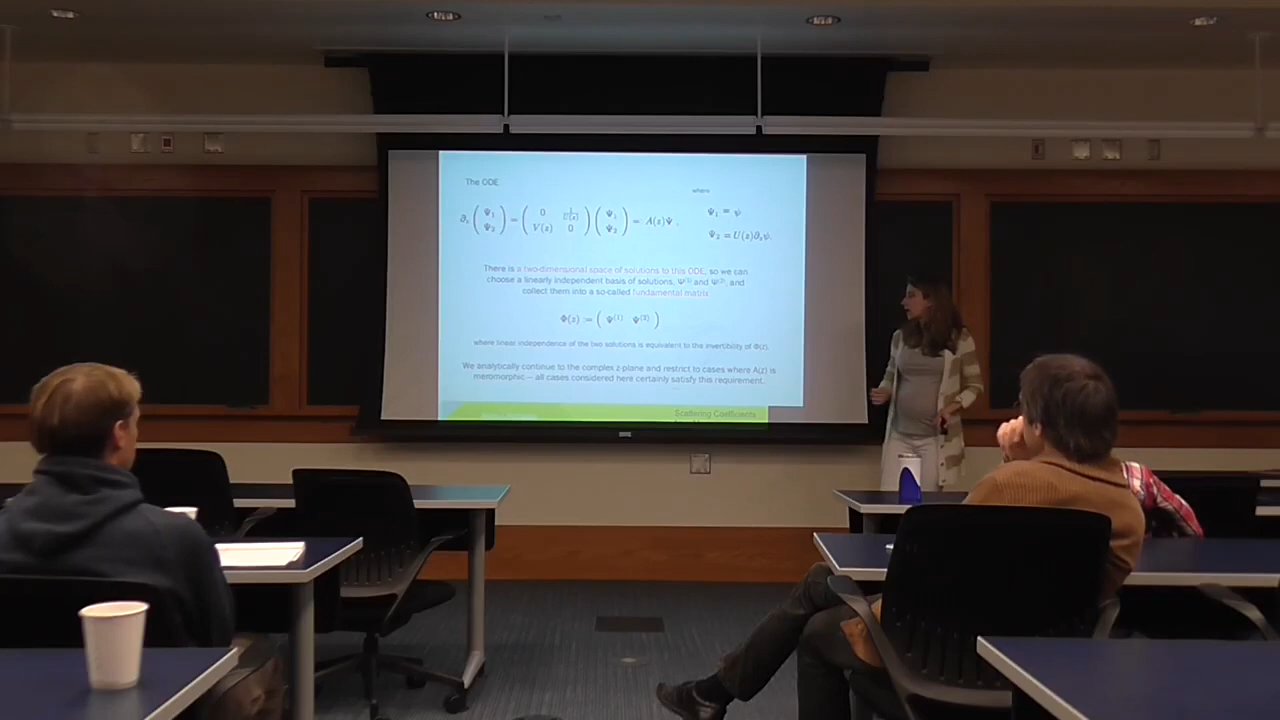 The ODE
where
∂_z ( Ψ₁ Ψ₂ ) = ( 0 1/U(z) V(z) 0 ) ( Ψ₁ Ψ₂ ) = A(z)Ψ ,
Ψ₁ = ψ
Ψ₂ = U(z)∂_zψ.
There is a two-dimensional space of solutions to this ODE, so we can
choose a linearly independent basis of solutions, Ψ⁽¹⁾ and Ψ⁽²⁾, and
collect them into a so-called fundamental matrix
Φ(z) := ( Ψ⁽¹⁾ Ψ⁽²⁾ )
where linear independence of the two solutions is equivalent to the invertibility of Φ(z).
We analytically continue to the complex z-plane and restrict to cases where A(z) is
meromorphic — all cases considered here certainly satisfy this requirement.
Scattering Coefficients